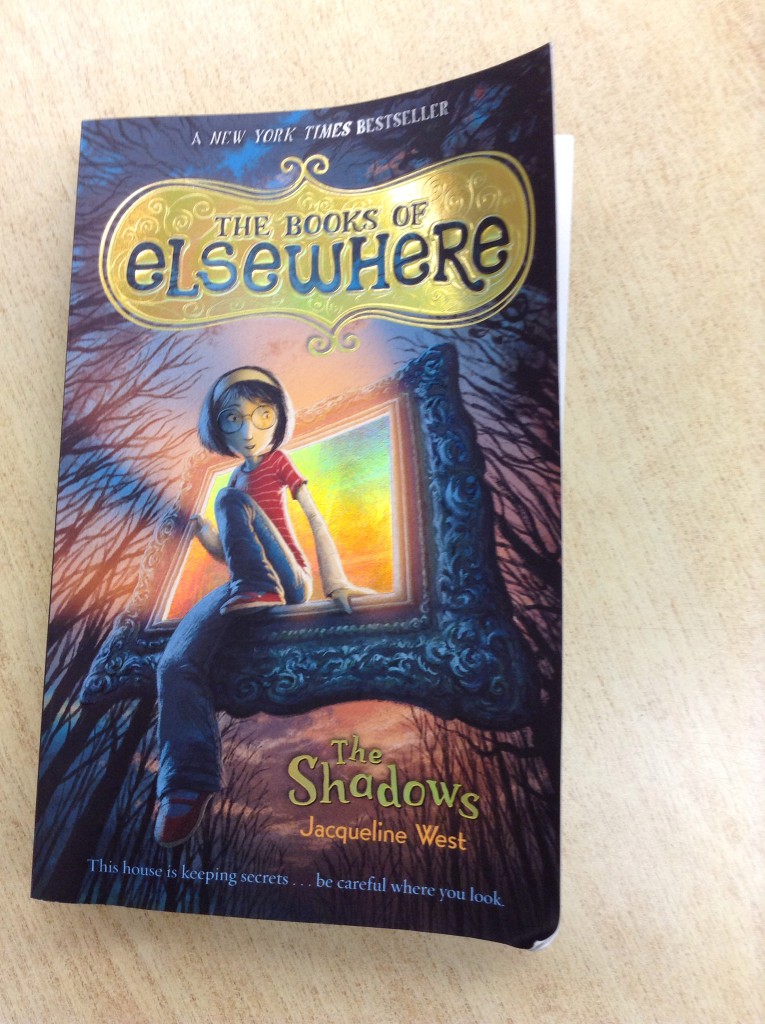 A NEW YORK TIMES BESTSELLER
THE BOOKS OF
ELSEWHERE
The
Shadows
Jacqueline West
This house is keeping secrets . . . be careful where you look.